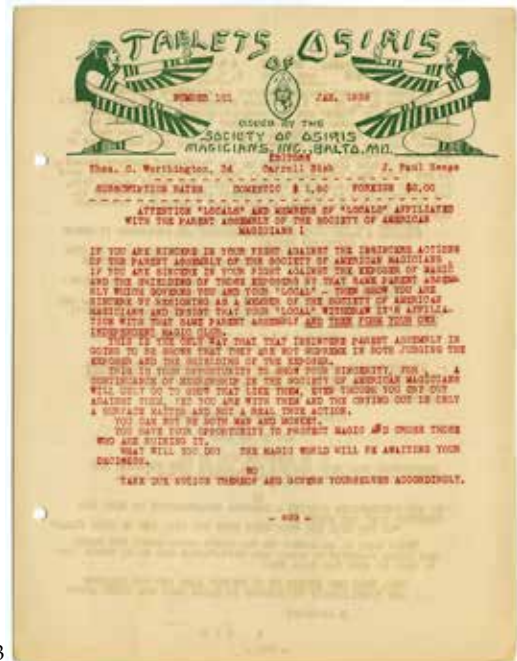 TABLETS OSIRIS
OF
NUMBER 101 JAN. 1938
ISSUED BY THE
SOCIETY OF OSIRIS
MAGICIANS, INC., BALTO. MD.
EDITORS
Thos. C. Worthington, 3d Carroll Bish J. Paul
SUBSCRIPTION RATES DOMESTIC $ FOREIGN $2.00
ATTENTION "LOCALS" AND MEMBERS OF "LOCALS" AFFILIATED
WITH THE PARENT ASSEMBLY OF THE SOCIETY OF AMERICAN
MAGICIANS !
IF YOU ARE SINCERE IN YOUR FIGHT AGAINST THE INSINCERE ACTIONS
OF THE PARENT ASSEMBLY OF THE SOCIETY OF AMERICAN MAGICIANS ,
IF YOU ARE SINCERE IN YOUR FIGHT AGAINST THE EXPOSER OF MAGIC
AND THE SHIELDING OF THOSE EXPOSERS BY THAT SAME PARENT ASSEM-
BLY WHICH GOVERNS YOU AND YOUR "LOCAL" - THEN SHOW YOU ARE
SINCERE BY RESIGNING AS A MEMBER OF THE SOCIETY OF AMERICAN
MAGICIANS AND INSIST THAT YOUR "LOCAL" WITHDRAW IT'S AFFILIA-
TION WITH THAT SAME PARENT ASSEMBLY AND THEN FORM YOUR OWN
INDEPENDENT MAGIC CLUB.
THIS IS THE ONLY WAY THAT THAT INSINCERE PARENT ASSEMBLY IS
GOING TO BE SHOWN THAT THEY ARE NOT SUPREME IN BOTH JUDGING THE
EXPOSER AND THE SHIELDING OF THE EXPOSER.
THIS IS YOUR OPPORTUNITY TO SHOW YOUR SINCERITY, FOR , A
CONTINUANCE OF MEMBERSHIP IN THE SOCIETY OF AMERICAN MAGICIANS
WILL ONLY GO TO SHOW THAT LIKE THEM, EVEN THOUGH YOU CRY OUT
AGAINST THEM, THAT YOU ARE WITH THEM AND THE CRYING OUT IS ONLY
A SURFACE MATTER AND NOT A REAL TRUE ACTION.
YOU CAN NOT BE BOTH MAN AND MONKEY.
YOU HAVE YOUR OPPORTUNITY TO PROTECT MAGIC AND CRUSH THOSE
WHO ARE RUINING IT.
WHAT WILL YOU DO? THE MAGIC WORLD WILL BE AWAITING YOUR
DECISION.
SO
TAKE DUE NOTICE THEREOF AND GOVERN YOURSELVES ACCORDINGLY.